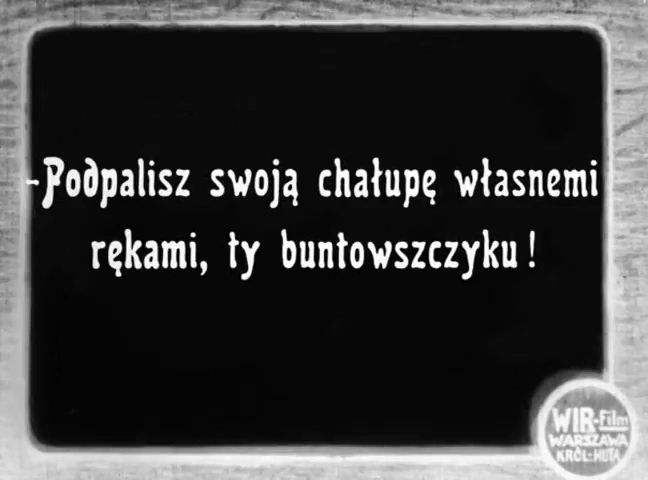 -Podpalisz swoją chałupę własnemi
rękami, ty buntowszczyku!
WIR-Film
WARSZAWA
KRÓL-HUTA